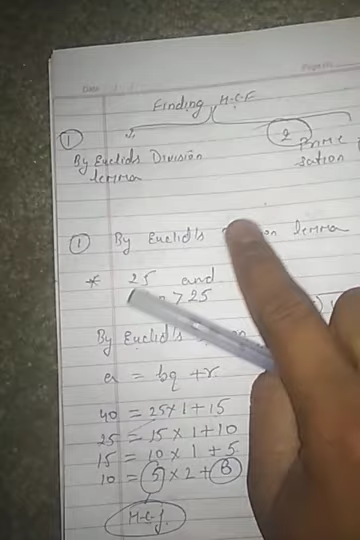 Date
Finding H.C.F
① ②
By Euclids Division lemma
prime
sation
① By Euclid's lemma
* 25 and
> 25
By Euclid's
a = bq + r
40 = 25 × 1 + 15
25 = 15 × 1 + 10
15 = 10 × 1 + 5
10 = 5 × 2 + 0
H.C.f